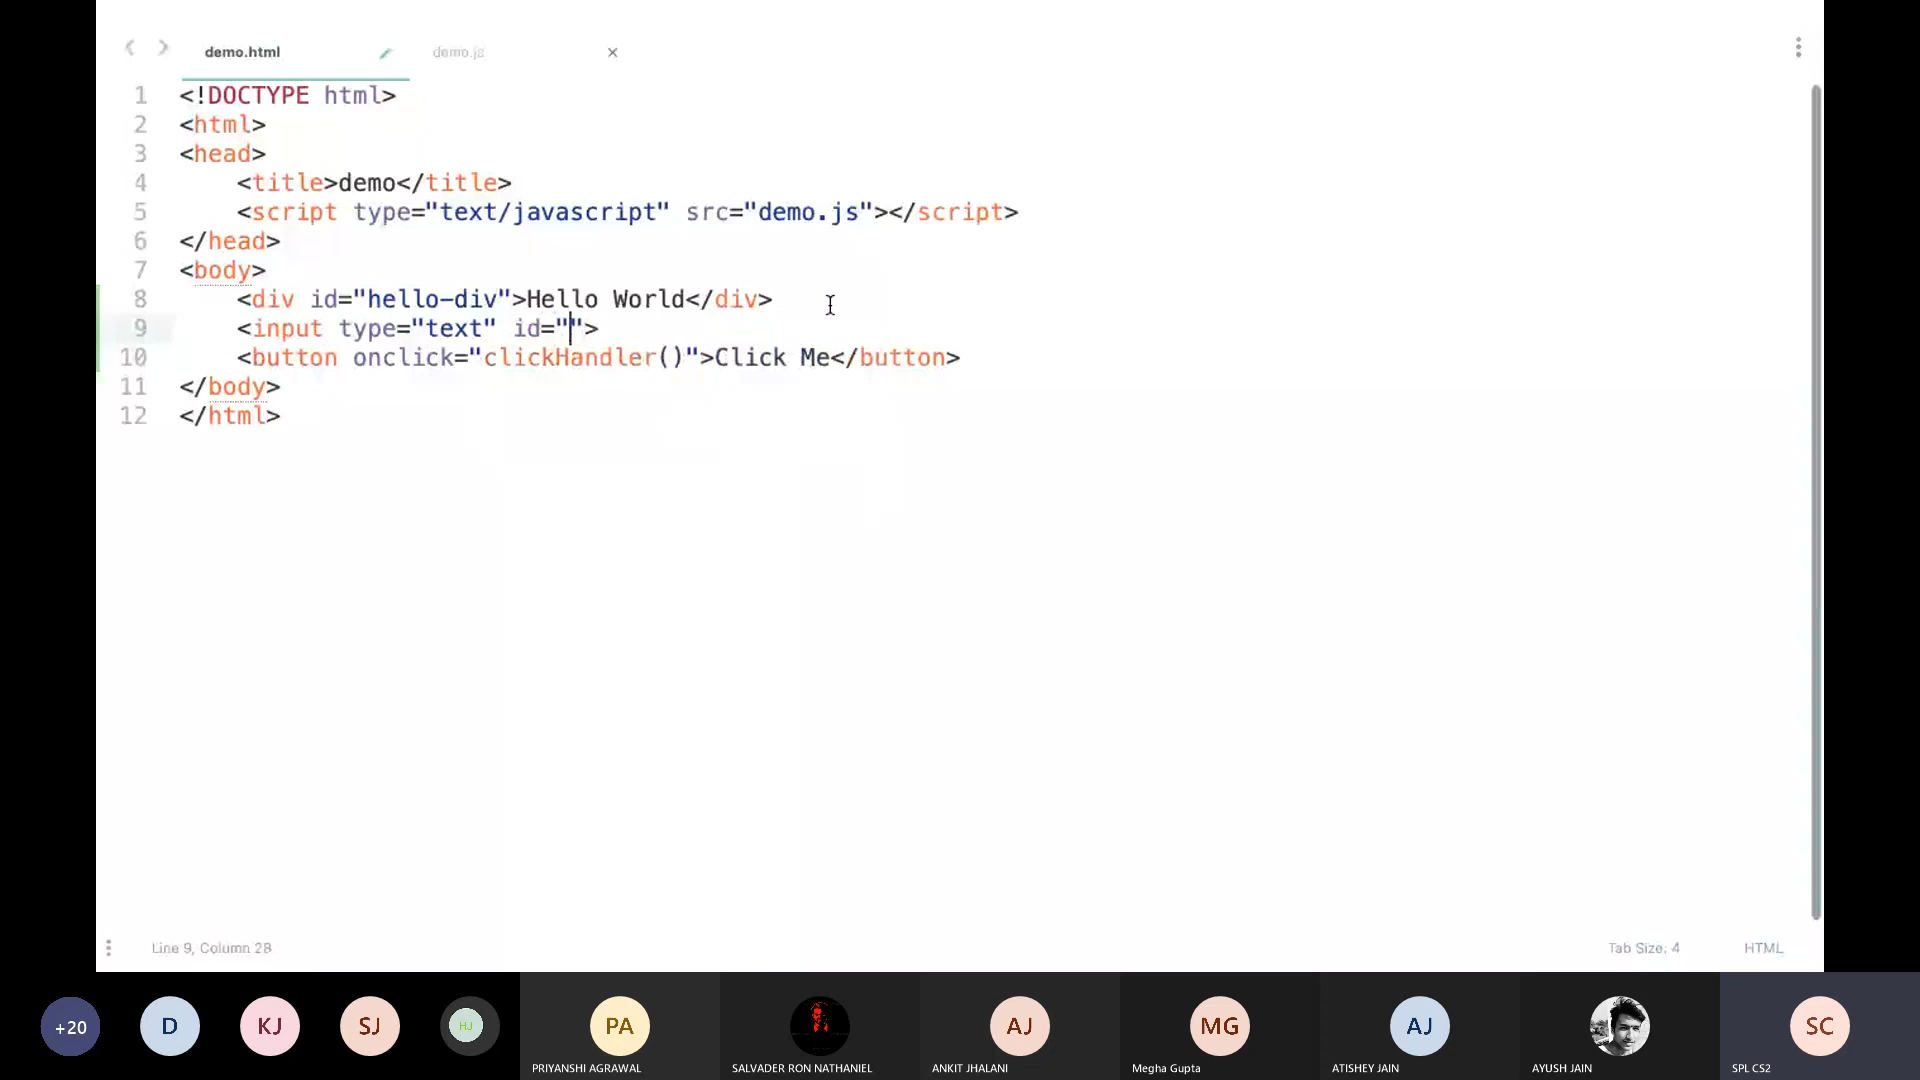 demo.html demo.js
1 <!DOCTYPE html>
2 <html>
3 <head>
4     <title>demo</title>
5     <script type="text/javascript" src="demo.js"></script>
6 </head>
7 <body>
8     <div id="hello-div">Hello World</div>
9     <input type="text" id="">
10     <button onclick="clickHandler()">Click Me</button>
11 </body>
12 </html>
Line 9, Column 28 Tab Size: 4 HTML
+20 D KJ SJ HJ PA AJ MG AJ SC
PRIYANSHI AGRAWAL SALVADER RON NATHANIEL ANKIT JHALANI Megha Gupta ATISHEY JAIN AYUSH JAIN SPL CS2